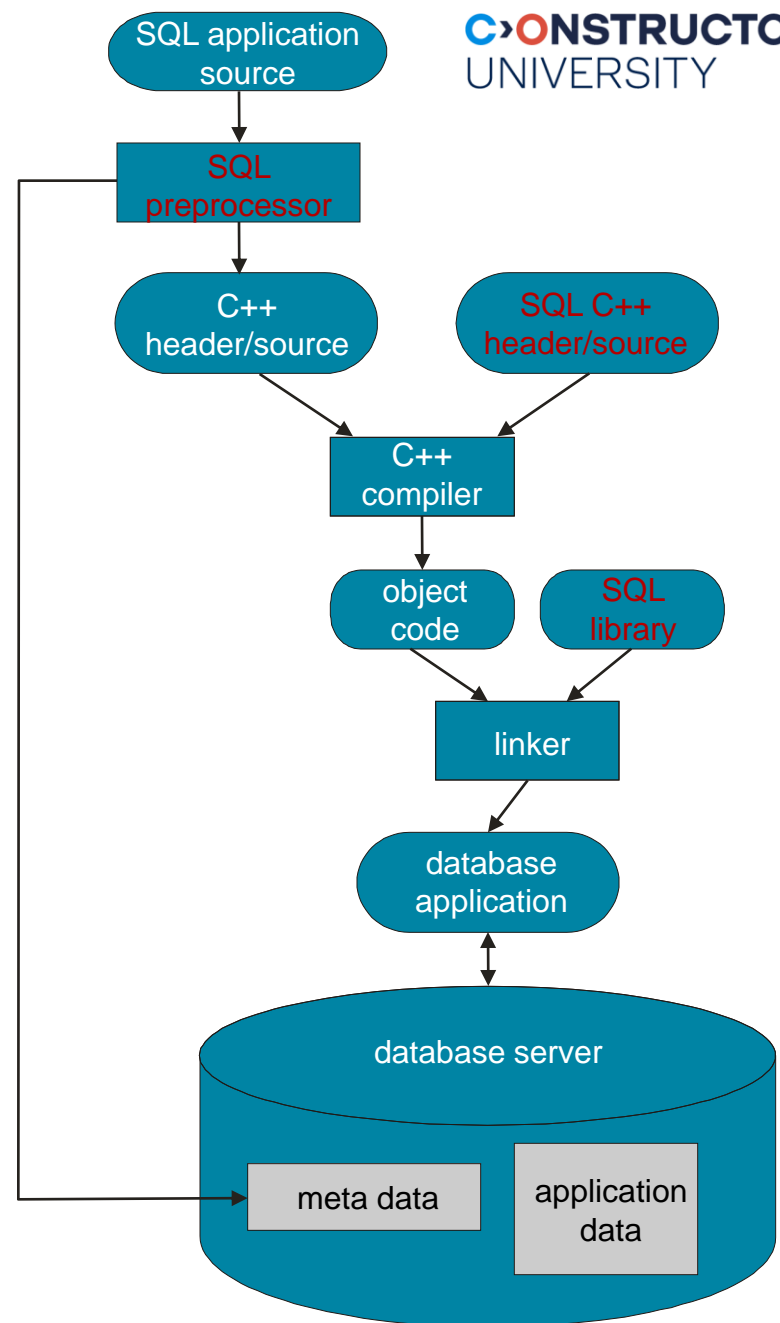 SQL application
source
C›ONSTRUCTO
UNIVERSITY
SQL
preprocessor
C++
header/source
SQL C++
header/source
C++
compiler
object
code
SQL
library
linker
database
application
database server
meta data
application
data